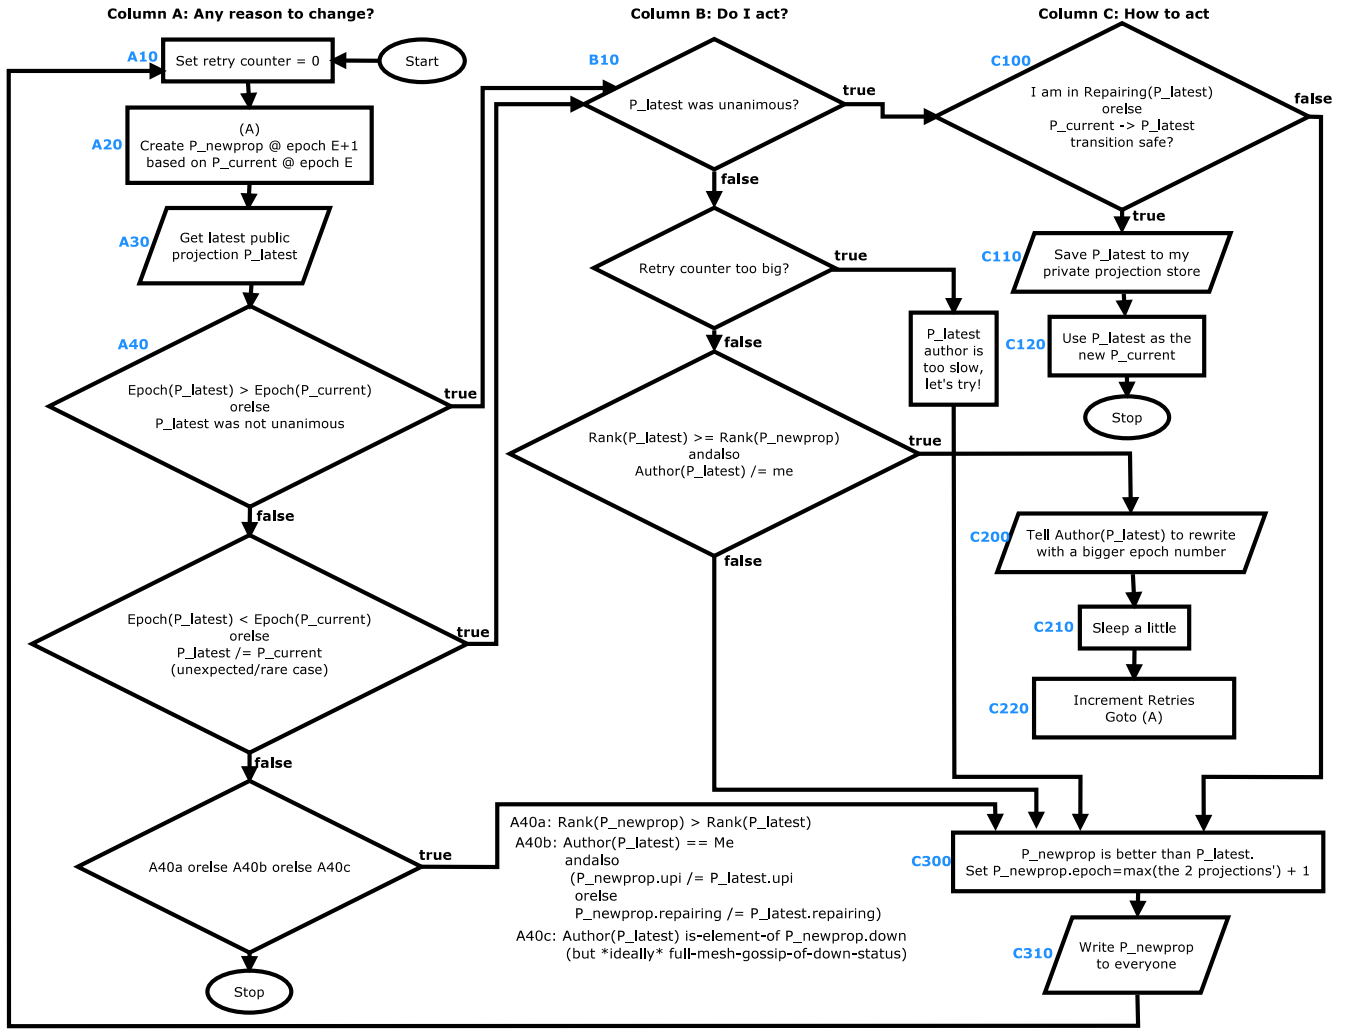 Column A: Any reason to change?
A10
Set retry counter = 0
Start
A20
(A)
Create P_newprop @ epoch E+1
based on P_current @ epoch E
A30
Get latest public
projection P_latest
A40
Epoch(P_latest) > Epoch(P_current)
orelse
P_latest was not unanimous
true
false
Epoch(P_latest) < Epoch(P_current)
orelse
P_latest /= P_current
(unexpected/rare case)
true
false
A40a orelse A40b orelse A40c
true
Stop
A40a: Rank(P_newprop) > Rank(P_latest)
A40b: Author(P_latest) == Me
andalso
(P_newprop.upi /= P_latest.upi
orelse
P_newprop.repairing /= P_latest.repairing)
A40c: Author(P_latest) is-element-of P_newprop.down
(but *ideally* full-mesh-gossip-of-down-status)
Column B: Do I act?
B10
P_latest was unanimous?
true
false
Retry counter too big?
true
false
P_latest
author is
too slow,
let's try!
Rank(P_latest) >= Rank(P_newprop)
andalso
Author(P_latest) /= me
true
false
Column C: How to act
C100
I am in Repairing(P_latest)
orelse
P_current -> P_latest
transition safe?
false
true
C110
Save P_latest to my
private projection store
C120
Use P_latest as the
new P_current
Stop
C200
Tell Author(P_latest) to rewrite
with a bigger epoch number
C210
Sleep a little
C220
Increment Retries
Goto (A)
C300
P_newprop is better than P_latest.
Set P_newprop.epoch=max(the 2 projections') + 1
C310
Write P_newprop
to everyone